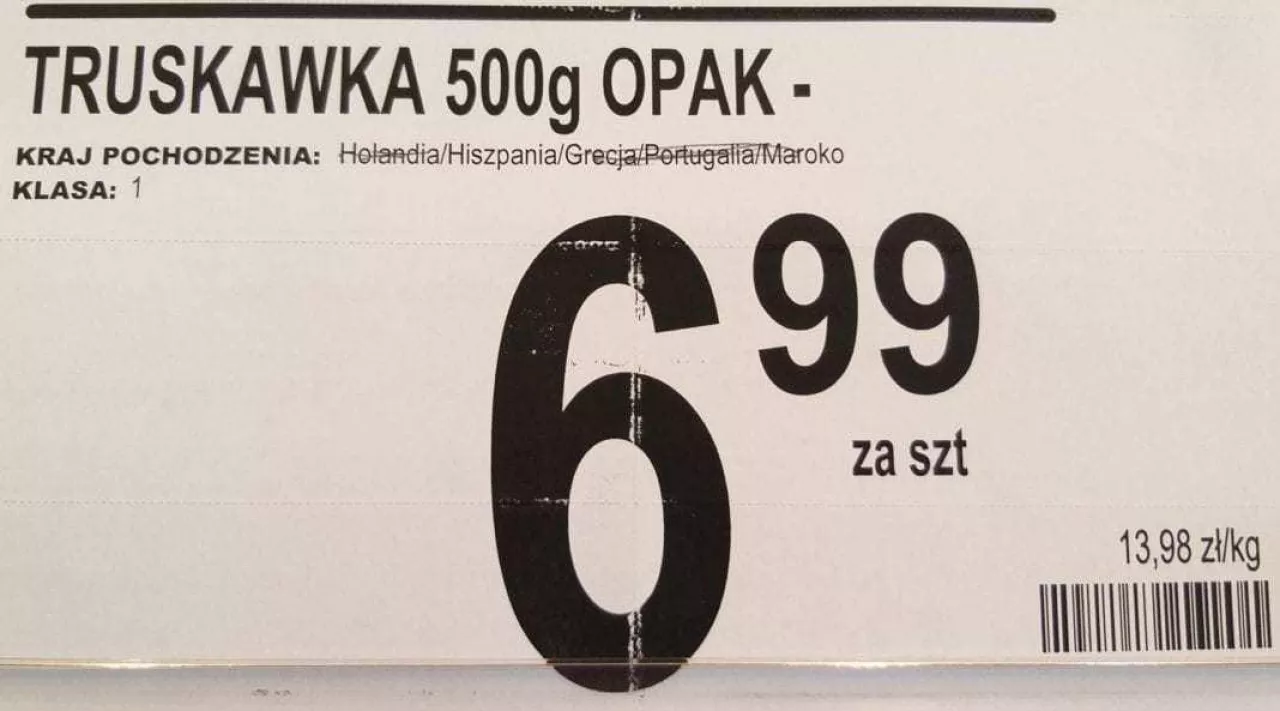 TRUSKAWKA 500g OPAK -
KRAJ POCHODZENIA: Holandia/Hiszpania/Grecja/Portugalia/Maroko
KLASA: 1
6 99
za szt
13,98 zł/kg